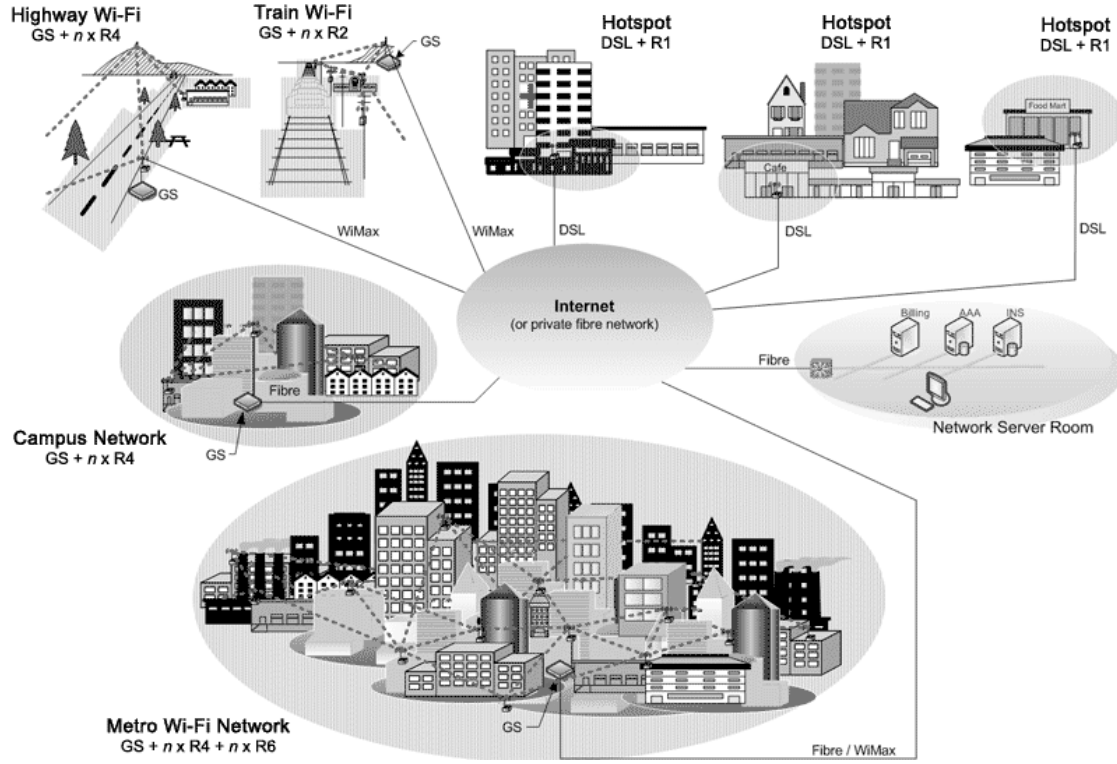 Highway Wi-Fi
GS + n x R4
Train Wi-Fi
GS + n x R2
GS
Hotspot
DSL + R1
Hotspot
DSL + R1
Hotspot
DSL + R1
Food Mart
Cafe
GS
WiMax
WiMax
DSL
DSL
DSL
Internet
(or private fibre network)
Billing
AAA
INS
Fibre
Network Server Room
Fibre
GS
Campus Network
GS + n x R4
GS
Metro Wi-Fi Network
GS + n x R4 + n x R6
Fibre / WiMax